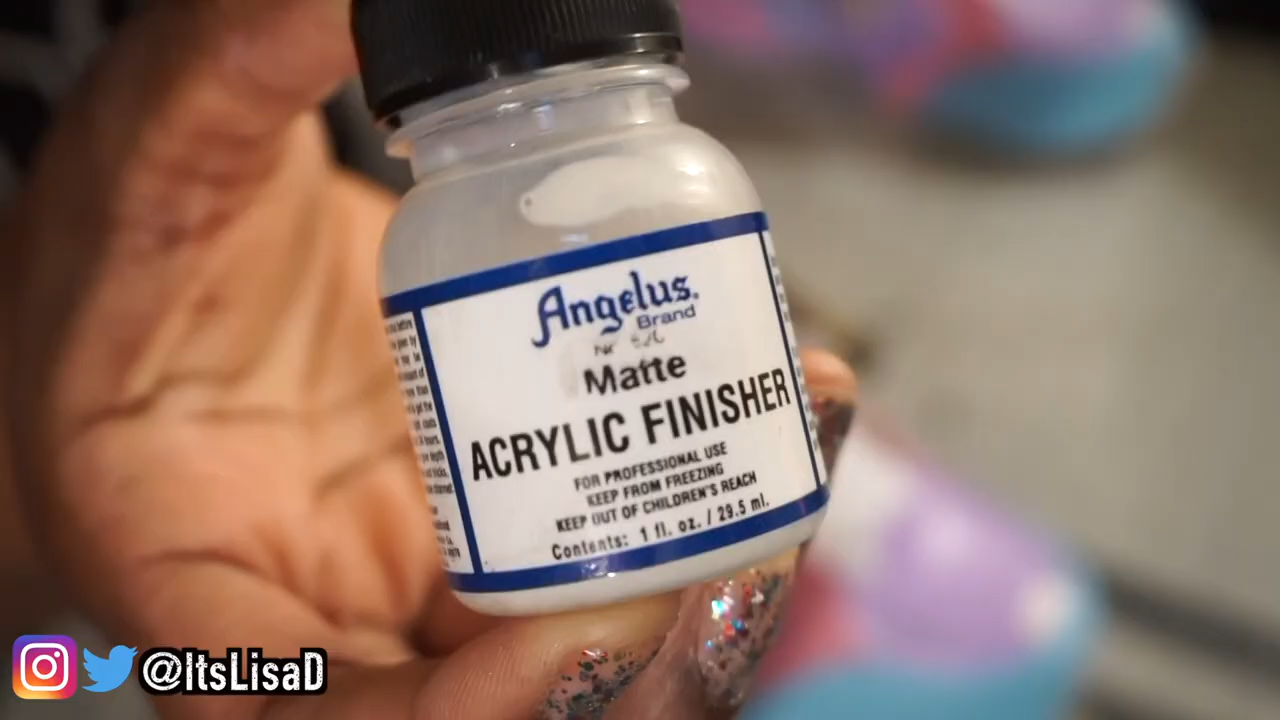 Angelus®
Brand
Matte
ACRYLIC FINISHER
FOR PROFESSIONAL USE
KEEP FROM FREEZING
KEEP OUT OF CHILDREN'S REACH
Contents: 1 fl. oz. / 29.5 ml.
@ItsLisaD